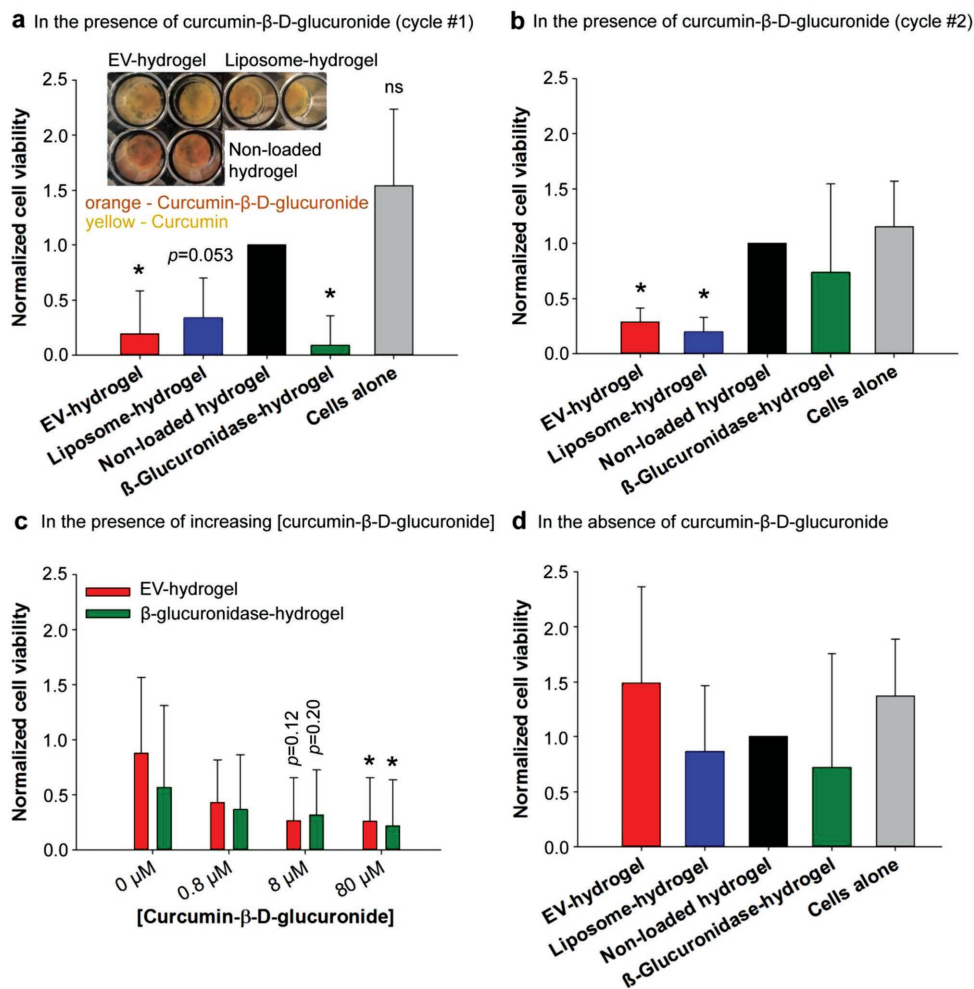 a In the presence of curcumin-β-D-glucuronide (cycle #1)
EV-hydrogel Liposome-hydrogel
Non-loaded
hydrogel
orange - Curcumin-β-D-glucuronide
yellow - Curcumin
Normalized cell viability
2.5
2.0
1.5
1.0
0.5
0.0
*
p=0.053
*
ns
EV-hydrogel
Liposome-hydrogel
Non-loaded hydrogel
ß-Glucuronidase-hydrogel
Cells alone
b In the presence of curcumin-β-D-glucuronide (cycle #2)
Normalized cell viability
2.5
2.0
1.5
1.0
0.5
0.0
*
*
EV-hydrogel
Liposome-hydrogel
Non-loaded hydrogel
ß-Glucuronidase-hydrogel
Cells alone
c In the presence of increasing [curcumin-β-D-glucuronide]
EV-hydrogel
β-glucuronidase-hydrogel
Normalized cell viability
2.5
2.0
1.5
1.0
0.5
0.0
p=0.12
p=0.20
* *
0 µM
0.8 µM
8 µM
80 µM
[Curcumin-β-D-glucuronide]
d In the absence of curcumin-β-D-glucuronide
Normalized cell viability
2.5
2.0
1.5
1.0
0.5
0.0
EV-hydrogel
Liposome-hydrogel
Non-loaded hydrogel
ß-Glucuronidase-hydrogel
Cells alone